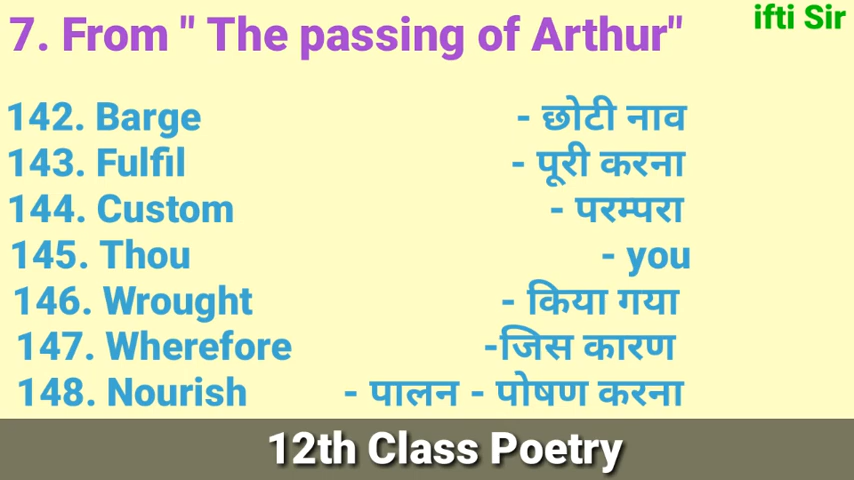 ifti Sir
7. From " The passing of Arthur"
142. Barge - छोटी नाव
143. Fulfil - पूरी करना
144. Custom - परम्परा
145. Thou - you
146. Wrought - किया गया
147. Wherefore -जिस कारण
148. Nourish - पालन - पोषण करना
12th Class Poetry